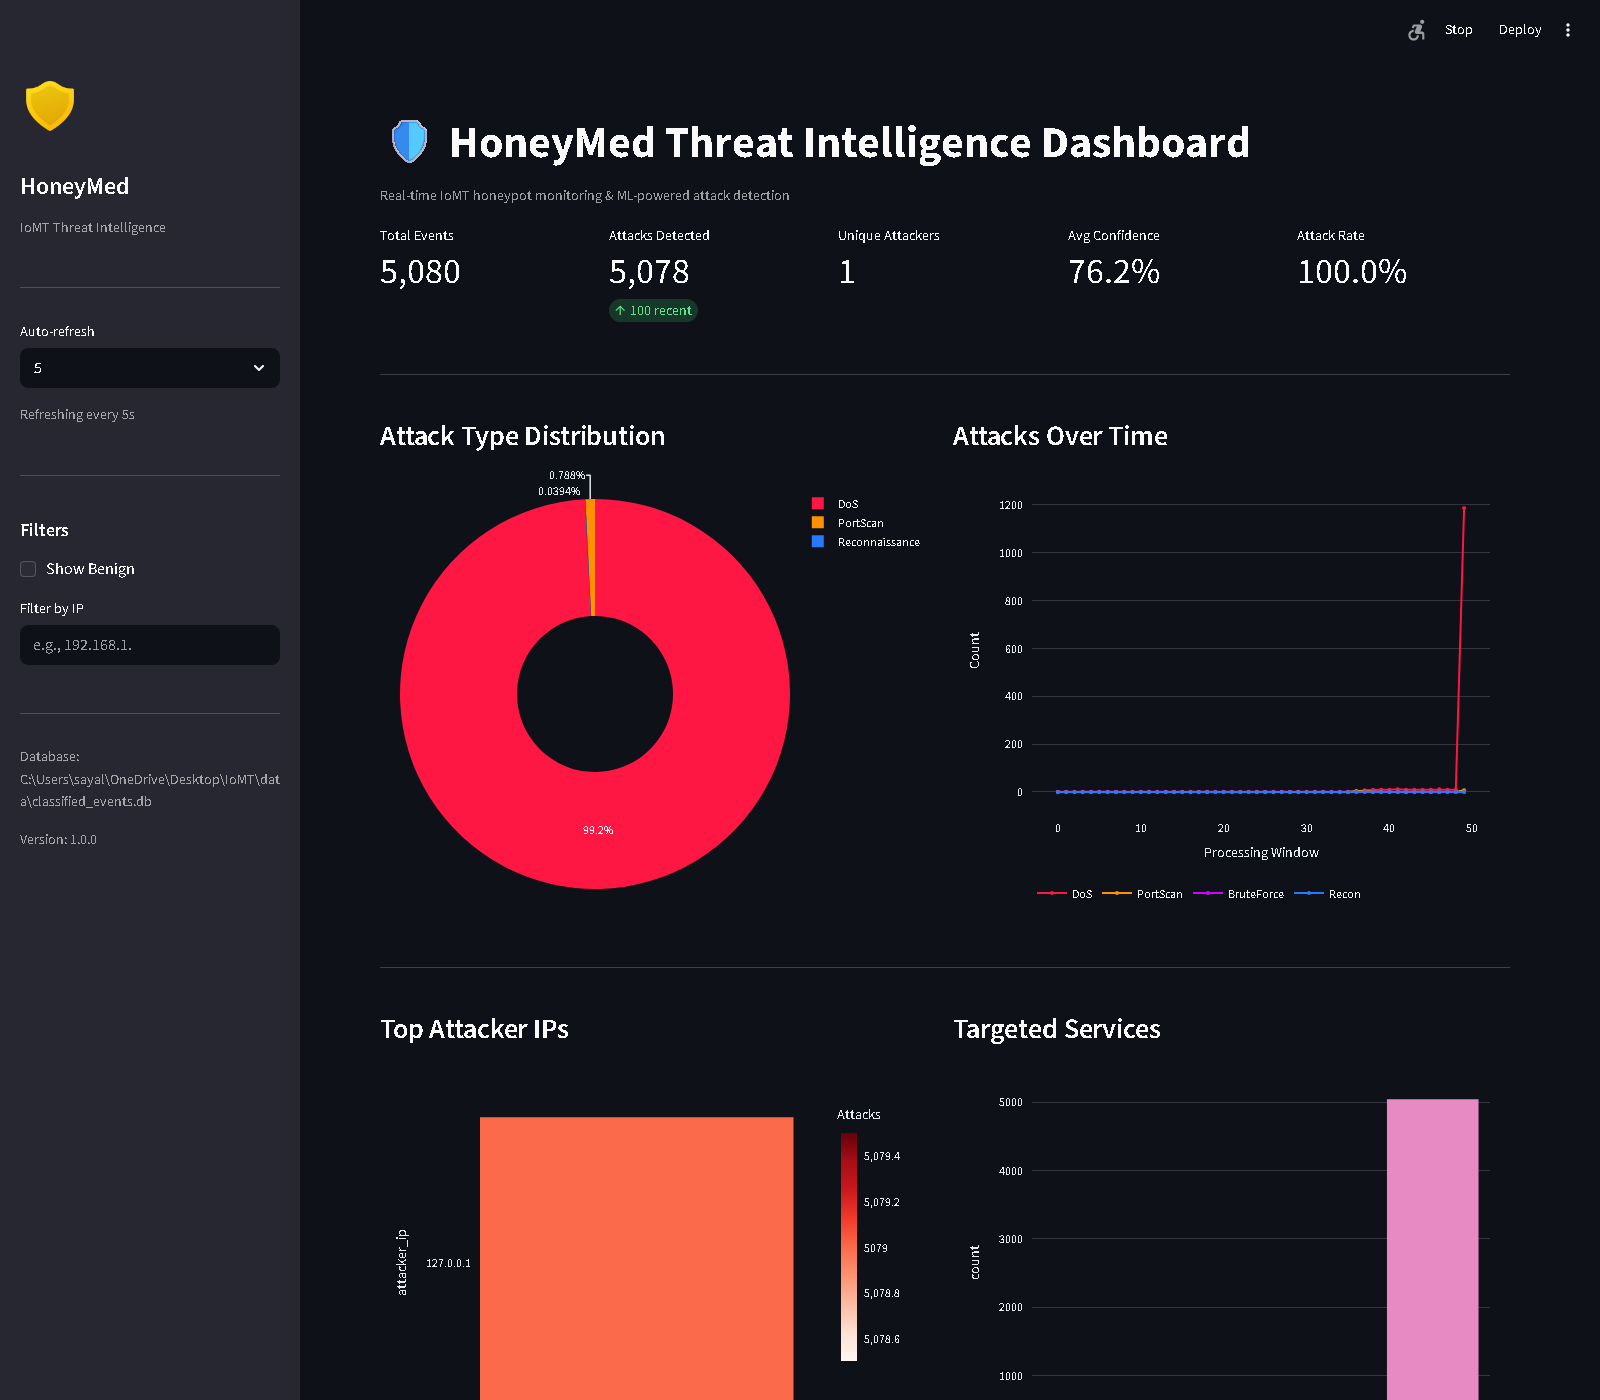 Stop
Deploy
HoneyMed
IoMT Threat Intelligence
Auto-refresh
5
Refreshing every 5s
Filters
Show Benign
Filter by IP
e.g., 192.168.1.
Database:
C:\Users\sayal\OneDrive\Desktop\IoMT\dat
a\classified_events.db
Version: 1.0.0
HoneyMed Threat Intelligence Dashboard
Real-time IoMT honeypot monitoring & ML-powered attack detection
Total Events
5,080
Attacks Detected
5,078
↑ 100 recent
Unique Attackers
1
Avg Confidence
76.2%
Attack Rate
100.0%
Attack Type Distribution
0.788%
0.0394%
99.2%
DoS
PortScan
Reconnaissance
Attacks Over Time
1200
1000
800
600
400
200
0
Count
0 10 20 30 40 50
Processing Window
DoS PortScan BruteForce Recon
Top Attacker IPs
attacker_ip
127.0.0.1
Attacks
5,079.4
5,079.2
5079
5,078.8
5,078.6
Targeted Services
5000
4000
3000
2000
1000
count